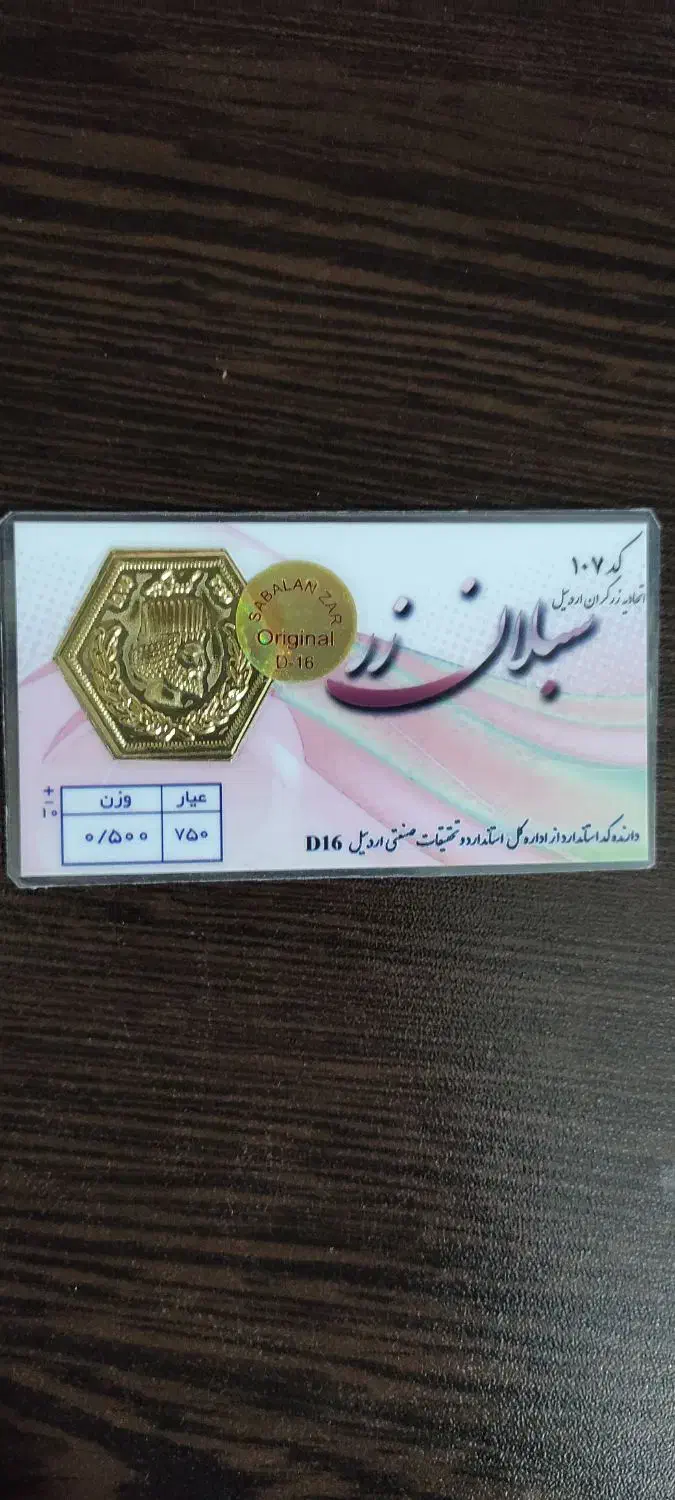 کد ۱۰۷
اتحادیه زرگران اردبیل
سبلان زر
SABALAN ZAR
Original
D-16
عیار وزن
۷۵۰ ۰/۵۰۰
+
-
۱۰
دارنده کد استاندارد از اداره کل استاندارد و تحقیقات صنعتی اردبیل D16